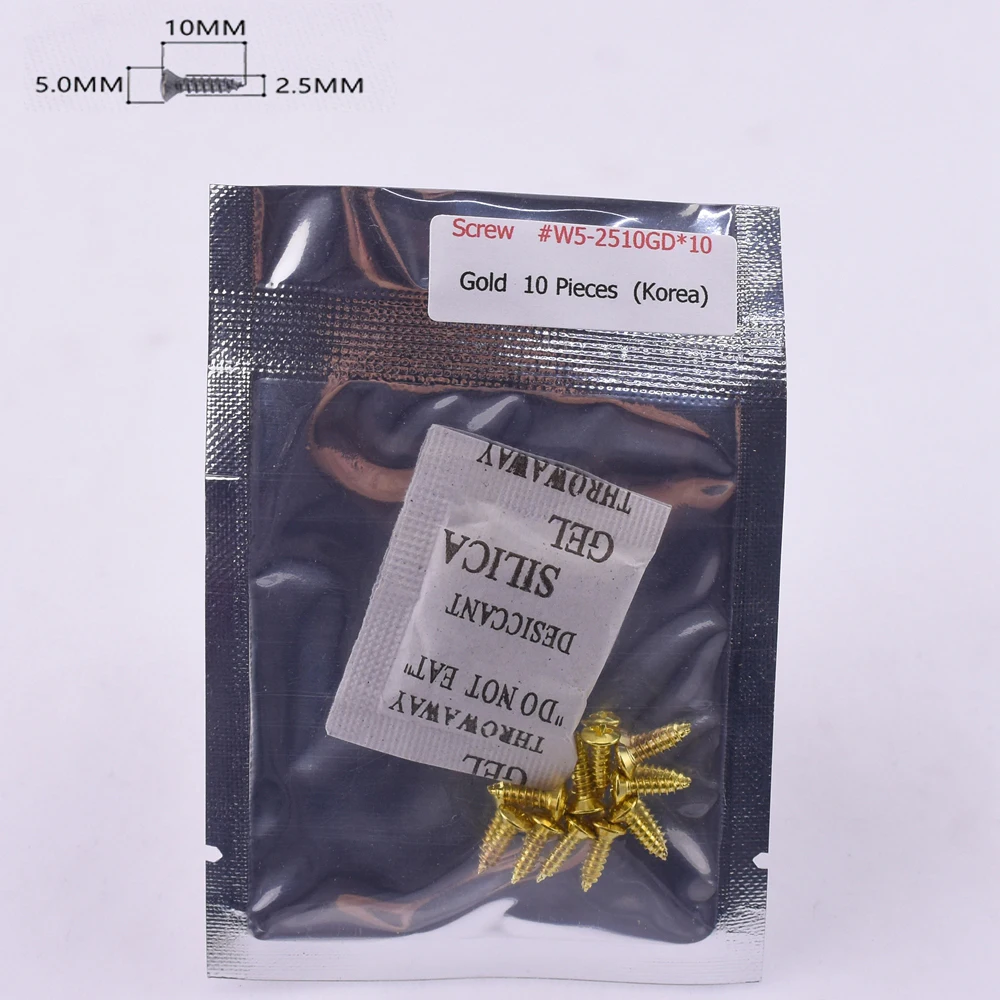 10MM
5.0MM
2.5MM
Screw #W5-2510GD*10
Gold 10 Pieces (Korea)
THROWAWAY
GEL
SILICA
DESICCANT
"DO NOT EAT"
THROWAWAY
GEL